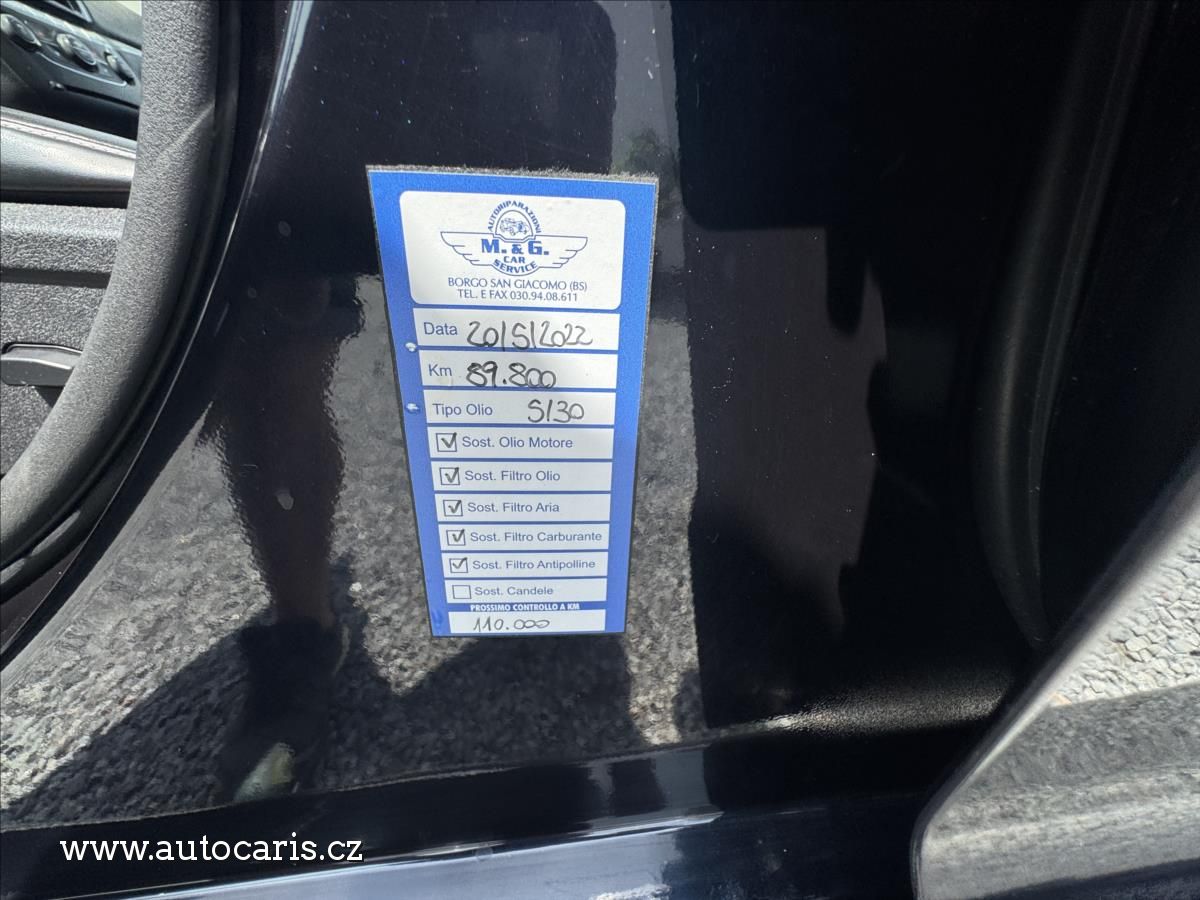 AUTORIPARAZIONI
M. & G.
CAR
SERVICE
BORGO SAN GIACOMO (BS)
TEL. E FAX 030.94.08.611
Data 20/5/2022
Km 89.800
Tipo Olio 5/30
Sost. Olio Motore
Sost. Filtro Olio
Sost. Filtro Aria
Sost. Filtro Carburante
Sost. Filtro Antipolline
Sost. Candele
PROSSIMO CONTROLLO A KM
110.000
www.autocaris.cz